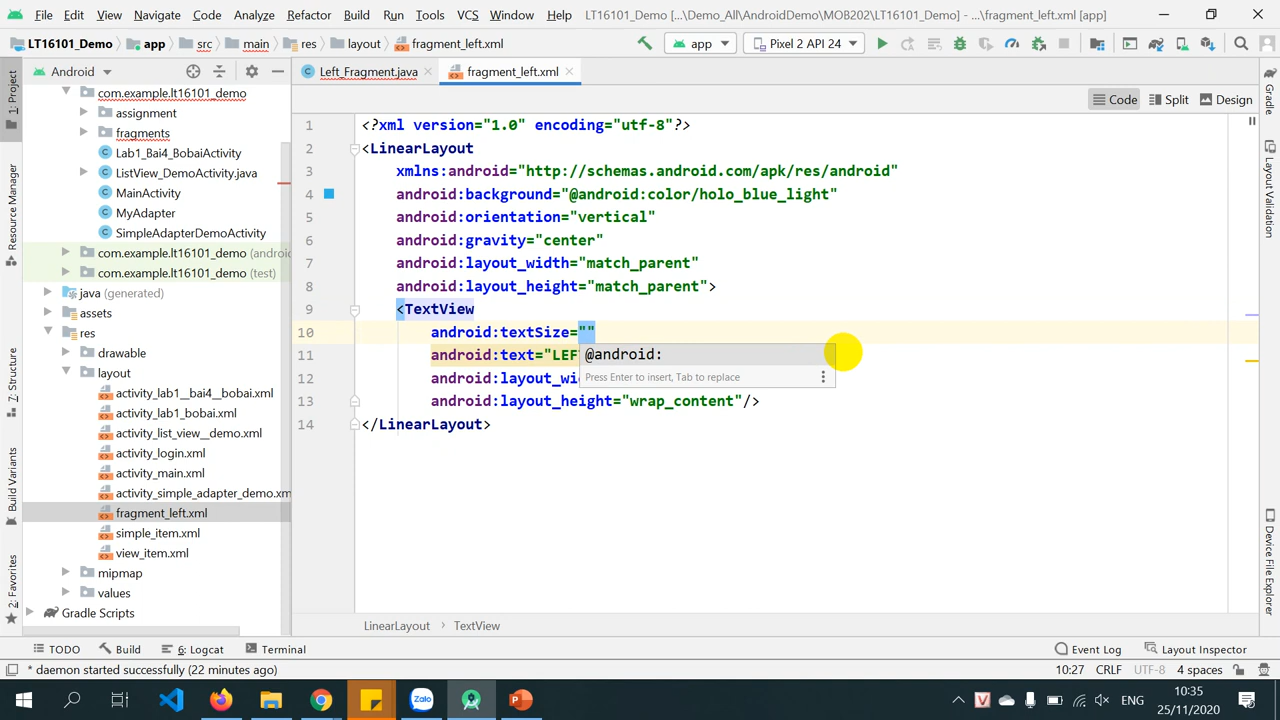 File Edit View Navigate Code Analyze Refactor Build Run Tools VCS Window Help LT16101_Demo [...\Demo_All\AndroidDemo\MOB202\LT16101_Demo] - ...\fragment_left.xml [app]
LT16101_Demo app src main res layout fragment_left.xml app Pixel 2 API 24
Android Left_Fragment.java fragment_left.xml
Code Split Design
1: Project
Resource Manager
Z: Structure
Build Variants
2: Favorites
com.example.lt16101_demo
assignment
fragments
Lab1_Bai4_BobaiActivity
ListView_DemoActivity.java
MainActivity
MyAdapter
SimpleAdapterDemoActivity
com.example.lt16101_demo (androi
com.example.lt16101_demo (test)
java (generated)
assets
res
drawable
layout
activity_lab1__bai4__bobai.xml
activity_lab1_bobai.xml
activity_list_view__demo.xml
activity_login.xml
activity_main.xml
activity_simple_adapter_demo.xm
fragment_left.xml
simple_item.xml
view_item.xml
mipmap
values
Gradle Scripts
1 <?xml version="1.0" encoding="utf-8"?>
2 <LinearLayout
3 xmlns:android="http://schemas.android.com/apk/res/android"
4 android:background="@android:color/holo_blue_light"
5 android:orientation="vertical"
6 android:gravity="center"
7 android:layout_width="match_parent"
8 android:layout_height="match_parent">
9 <TextView
10 android:textSize=""
11 android:text="LEF
12 android:layout_wi
13 android:layout_height="wrap_content"/>
14 </LinearLayout>
@android:
Press Enter to insert, Tab to replace
LinearLayout › TextView
Gradle
Layout Validation
Device File Explorer
TODO Build 6: Logcat Terminal Event Log Layout Inspector
* daemon started successfully (22 minutes ago) 10:27 CRLF UTF-8 4 spaces
Zalo ENG 10:35
25/11/2020